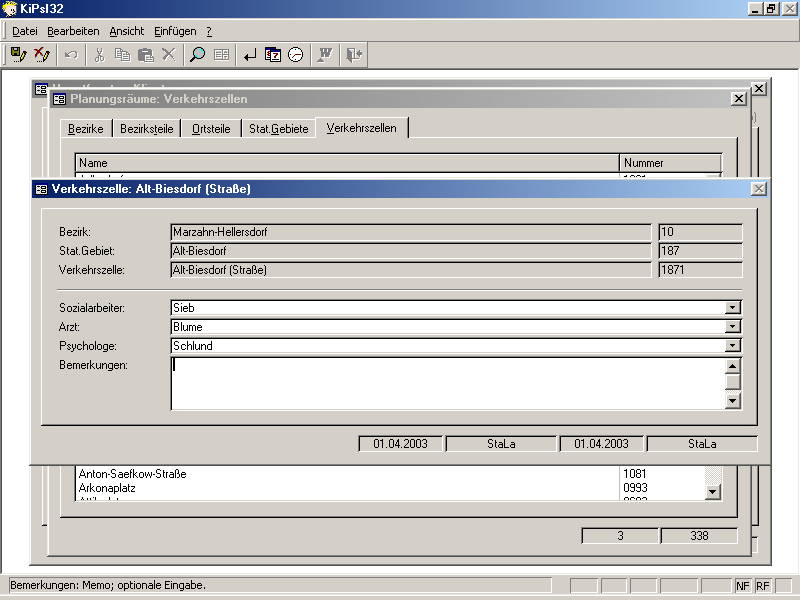 KiPsI32
Datei Bearbeiten Ansicht Einfügen ?
Planungsräume: Verkehrszellen
Bezirke Bezirksteile Ortsteile Stat.Gebiete Verkehrszellen
Name Nummer
Verkehrszelle: Alt-Biesdorf (Straße)
Bezirk: Marzahn-Hellersdorf 10
Stat.Gebiet: Alt-Biesdorf 187
Verkehrszelle: Alt-Biesdorf (Straße) 1871
Sozialarbeiter: Sieb
Arzt: Blume
Psychologe: Schlund
Bemerkungen:
01.04.2003 StaLa 01.04.2003 StaLa
Anton-Saefkow-Straße 1081
Arkonaplatz 0993
3 338
Bemerkungen: Memo; optionale Eingabe. NF RF